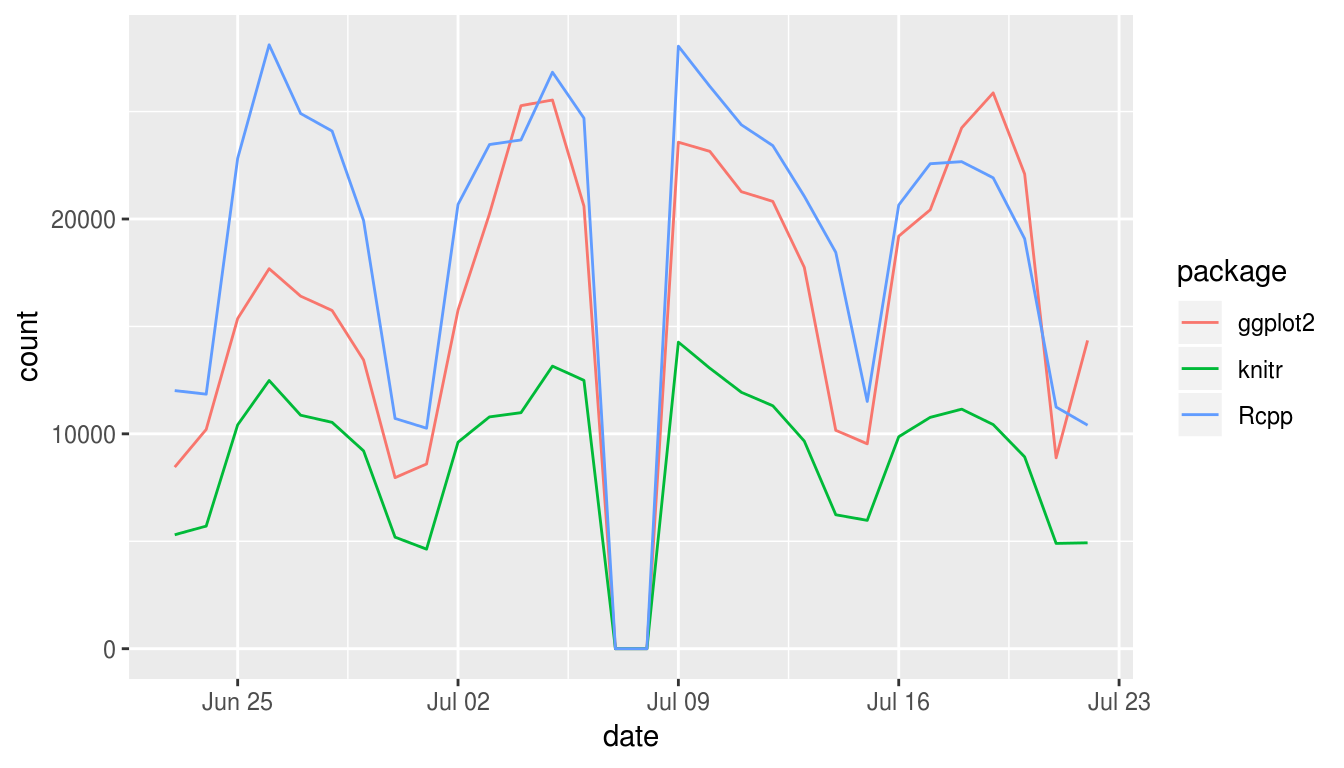 count
20000
10000
0
Jun 25
Jul 02
Jul 09
Jul 16
Jul 23
date
package
ggplot2
knitr
Rcpp